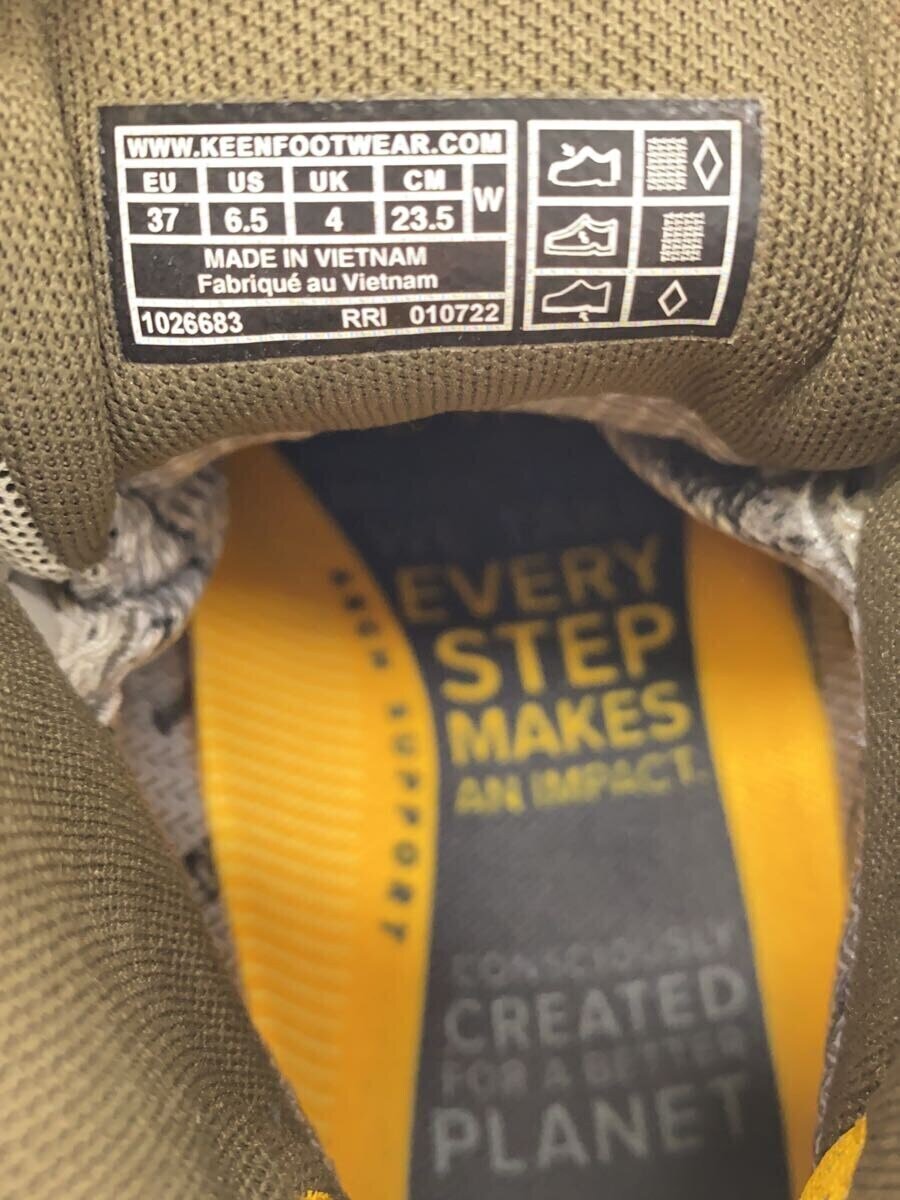 WWW.KEENFOOTWEAR.COM
EU US UK CM W
37 6.5 4 23.5
MADE IN VIETNAM
Fabriqué au Vietnam
1026683 RRI 010722
EVERY
STEP
MAKES
AN IMPACT.
ARCH SUPPORT
CONSCIOUSLY
CREATED
FOR A BETTER
PLANET